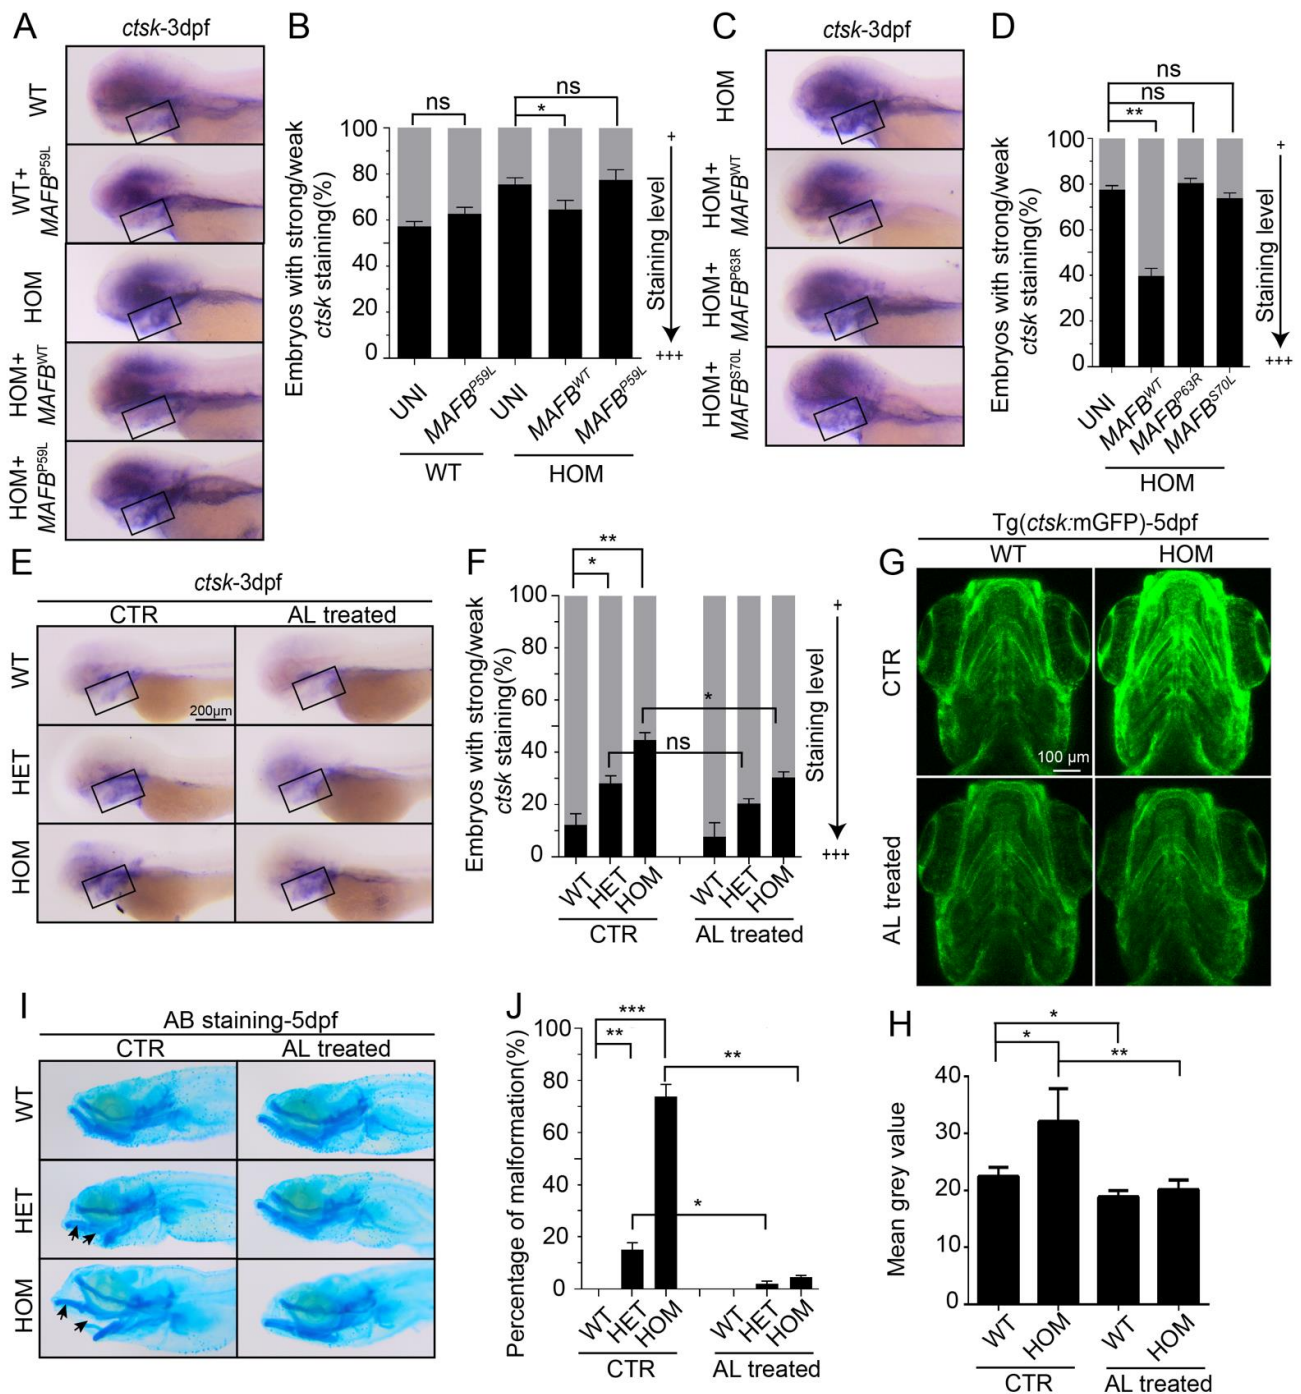 A
ctsk-3dpf
WT
WT+
MAFB^P59L
HOM
HOM+
MAFB^WT
HOM+
MAFB^P59L
B
ns
ns
*
Embryos with strong/weak
ctsk staining(%)
100
80
60
40
20
0
+
Staining level
+++
UNI
MAFB^P59L
UNI
MAFB^WT
MAFB^P59L
WT
HOM
C
ctsk-3dpf
HOM
HOM+
MAFB^WT
HOM+
MAFB^P63R
HOM+
MAFB^S70L
D
ns
ns
**
Embryos with strong/weak
ctsk staining(%)
100
80
60
40
20
0
+
Staining level
+++
UNI
MAFB^WT
MAFB^P63R
MAFB^S70L
HOM
E
ctsk-3dpf
CTR
AL treated
WT
200μm
HET
HOM
F
**
*
Embryos with strong/weak
ctsk staining(%)
100
80
60
40
20
0
*
ns
+
Staining level
+++
WT
HET
HOM
WT
HET
HOM
CTR
AL treated
G
Tg(ctsk:mGFP)-5dpf
WT
HOM
CTR
100 μm
AL treated
I
AB staining-5dpf
CTR
AL treated
WT
HET
HOM
J
***
**
**
*
Percentage of malformation(%)
100
80
60
40
20
0
WT
HET
HOM
WT
HET
HOM
CTR
AL treated
H
*
*
**
Mean grey value
40
30
20
10
0
WT
HOM
WT
HOM
CTR
AL treated